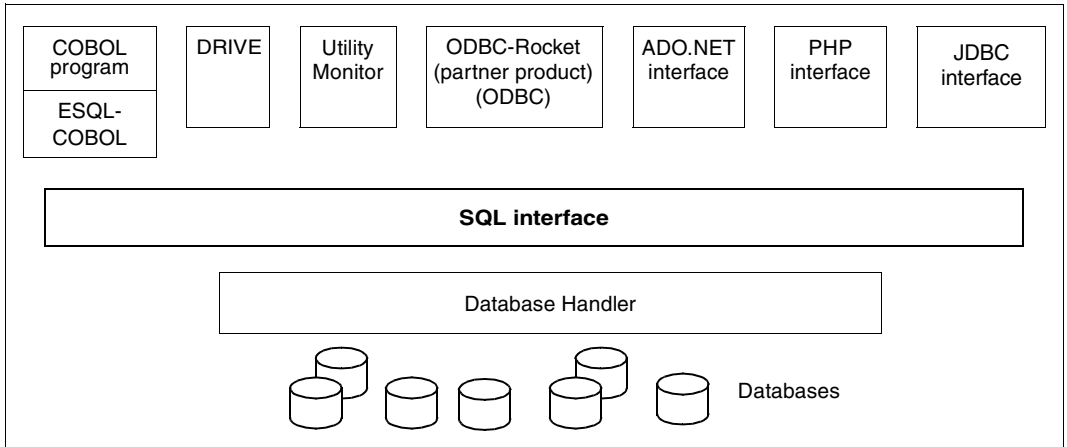 COBOL
program
ESQL-
COBOL
DRIVE
Utility
Monitor
ODBC-Rocket
(partner product)
(ODBC)
ADO.NET
interface
PHP
interface
JDBC
interface
SQL interface
Database Handler
Databases